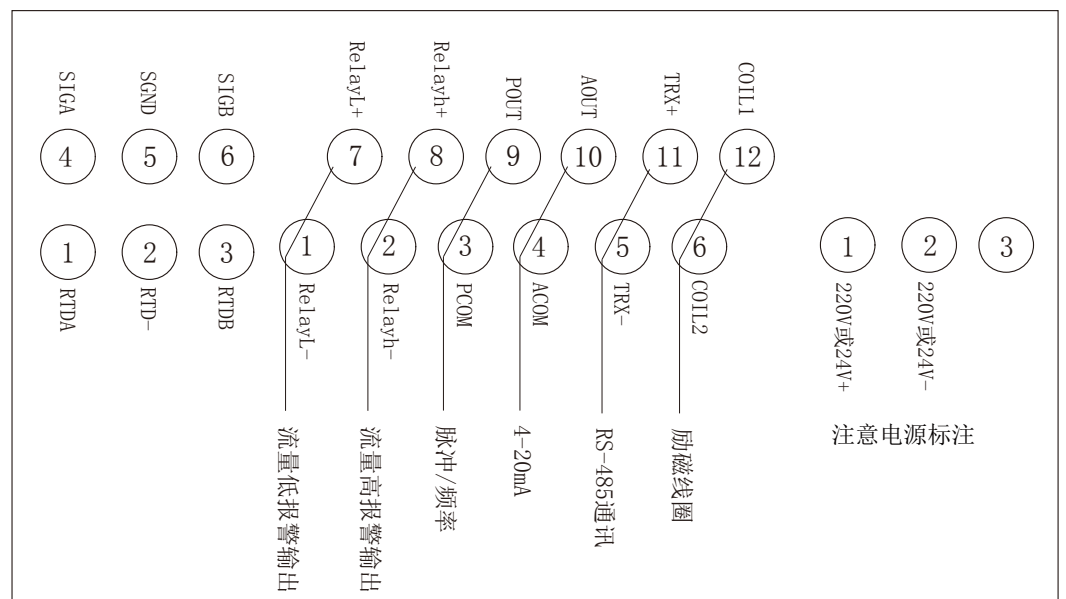 SIGA
SGND
SIGB
RelayL+
Relayh+
POUT
AOUT
TRX+
COIL1
4
5
6
7
8
9
10
11
12
1
2
3
1
2
3
4
5
6
1
2
3
RTDA
RTD-
RTDB
RelayL-
Relayh-
PCOM
ACOM
TRX-
COIL2
220V或24V+
220V或24V-
流量低报警输出
流量高报警输出
脉冲/频率
4-20mA
RS-485通讯
励磁线圈
注意电源标注